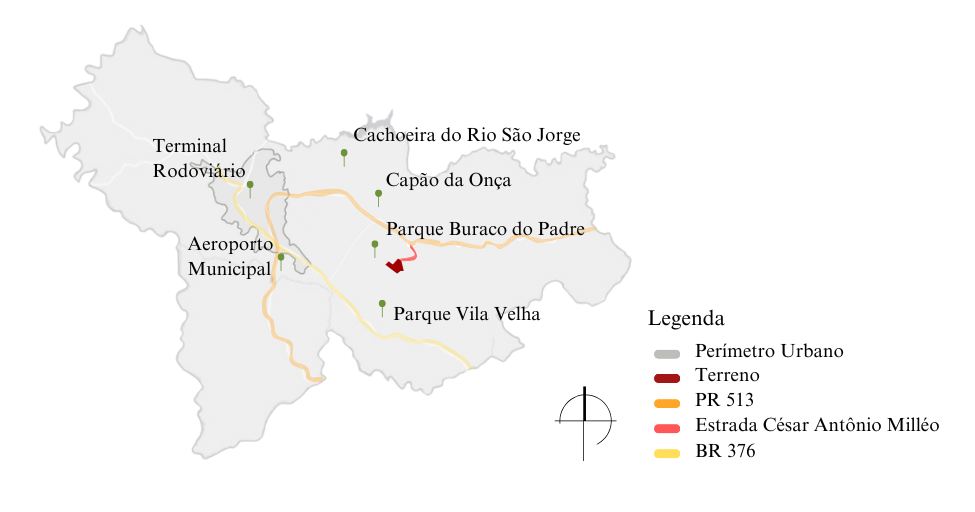 Cachoeira do Rio São Jorge
Terminal
Rodoviário
Capão da Onça
Parque Buraco do Padre
Aeroporto
Municipal
Parque Vila Velha
Legenda
Perímetro Urbano
Terreno
PR 513
Estrada César Antônio Milléo
BR 376